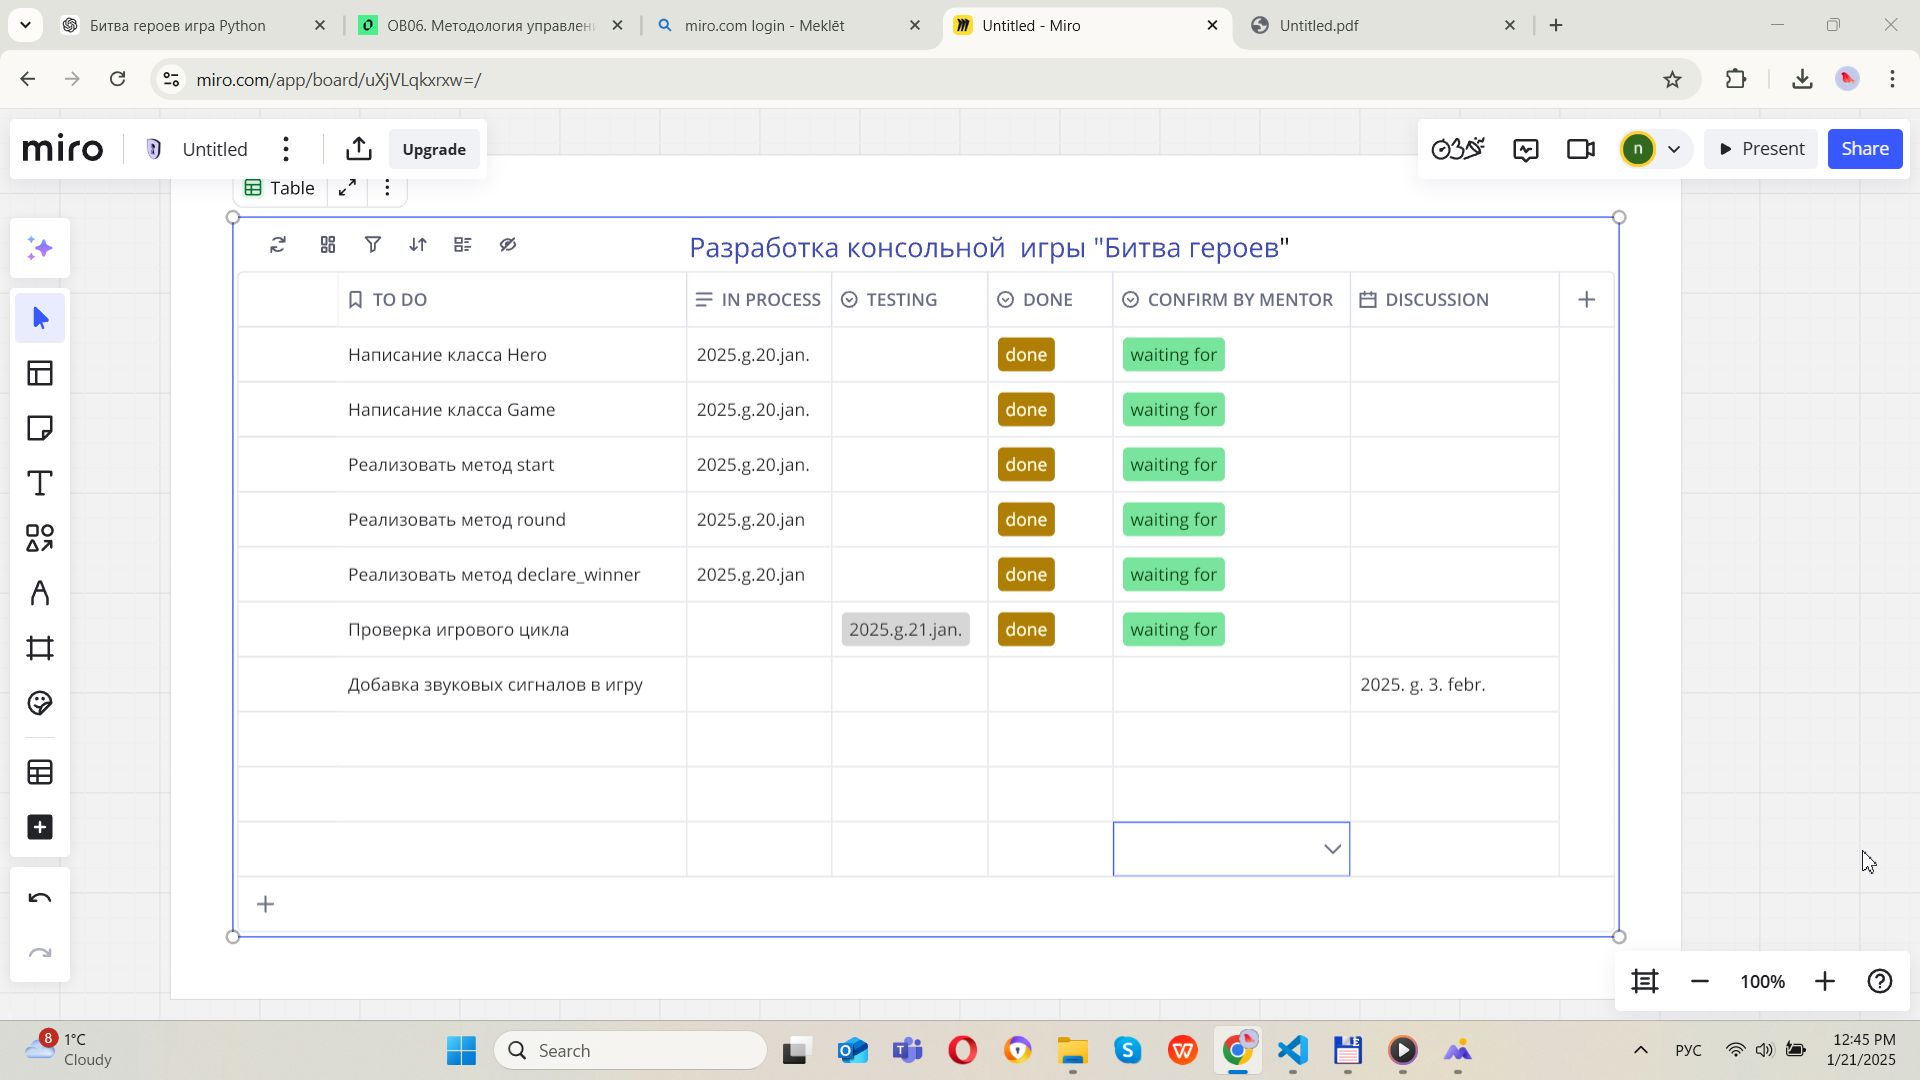 Битва героев игра Python
ОВ06. Методология управлени
miro.com login - Meklēt
Untitled - Miro
Untitled.pdf
miro.com/app/board/uXjVLqkxrxw=/
miro Untitled Upgrade
Present Share
n
Table
Разработка консольной игры "Битва героев"
TO DO IN PROCESS TESTING DONE CONFIRM BY MENTOR DISCUSSION
Написание класса Hero 2025.g.20.jan. done waiting for
Написание класса Game 2025.g.20.jan. done waiting for
Реализовать метод start 2025.g.20.jan. done waiting for
Реализовать метод round 2025.g.20.jan done waiting for
Реализовать метод declare_winner 2025.g.20.jan done waiting for
Проверка игрового цикла 2025.g.21.jan. done waiting for
Добавка звуковых сигналов в игру 2025. g. 3. febr.
100%
8
1°C
Cloudy
Search
РУС
12:45 PM
1/21/2025